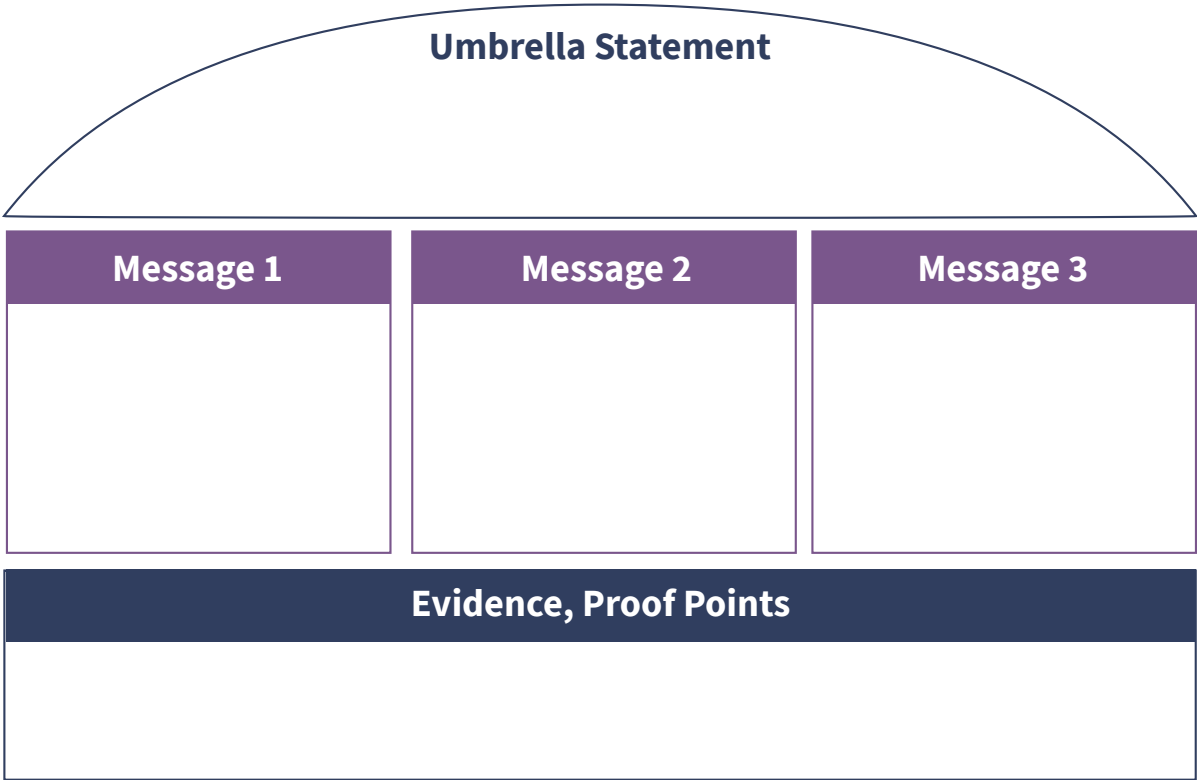 Umbrella Statement
Message 1
Message 2
Message 3
Evidence, Proof Points